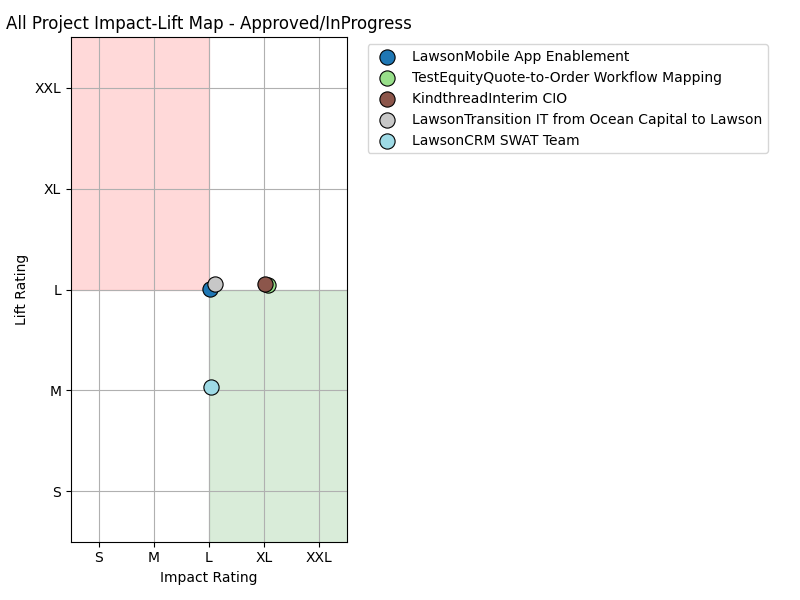 All Project Impact-Lift Map - Approved/InProgress
LawsonMobile App Enablement
TestEquityQuote-to-Order Workflow Mapping
KindthreadInterim CIO
LawsonTransition IT from Ocean Capital to Lawson
LawsonCRM SWAT Team
Lift Rating
XXL
XL
L
M
S
S M L XL XXL
Impact Rating